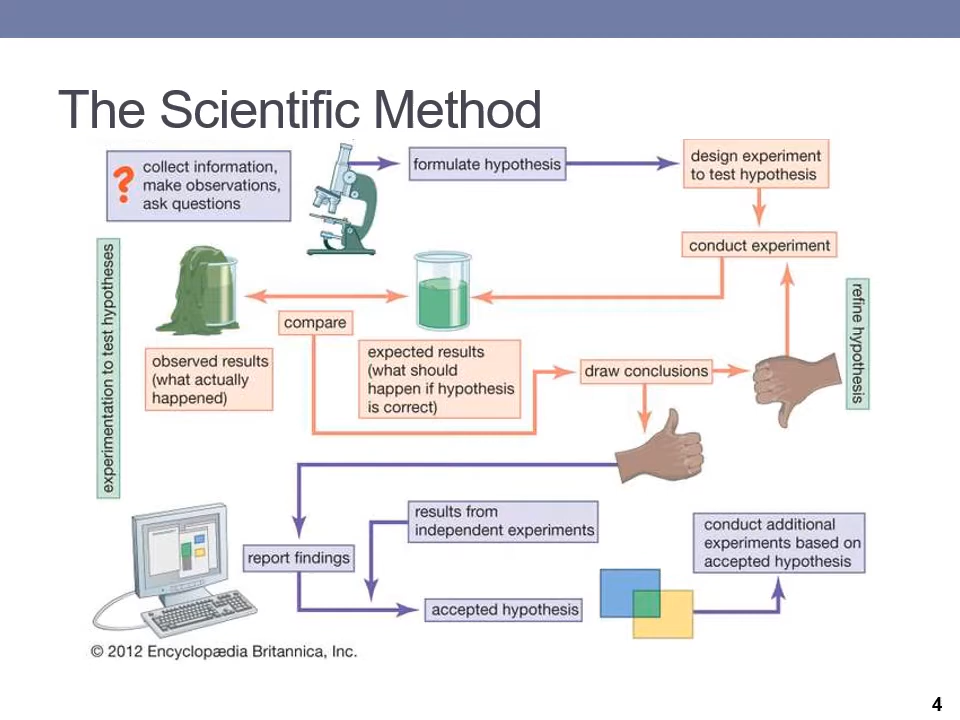 The Scientific Method
?
collect information,
make observations,
ask questions
formulate hypothesis
design experiment
to test hypothesis
conduct experiment
experimentation to test hypotheses
compare
observed results
(what actually
happened)
expected results
(what should
happen if hypothesis
is correct)
draw conclusions
refine hypothesis
report findings
results from
independent experiments
accepted hypothesis
conduct additional
experiments based on
accepted hypothesis
© 2012 Encyclopædia Britannica, Inc.
4